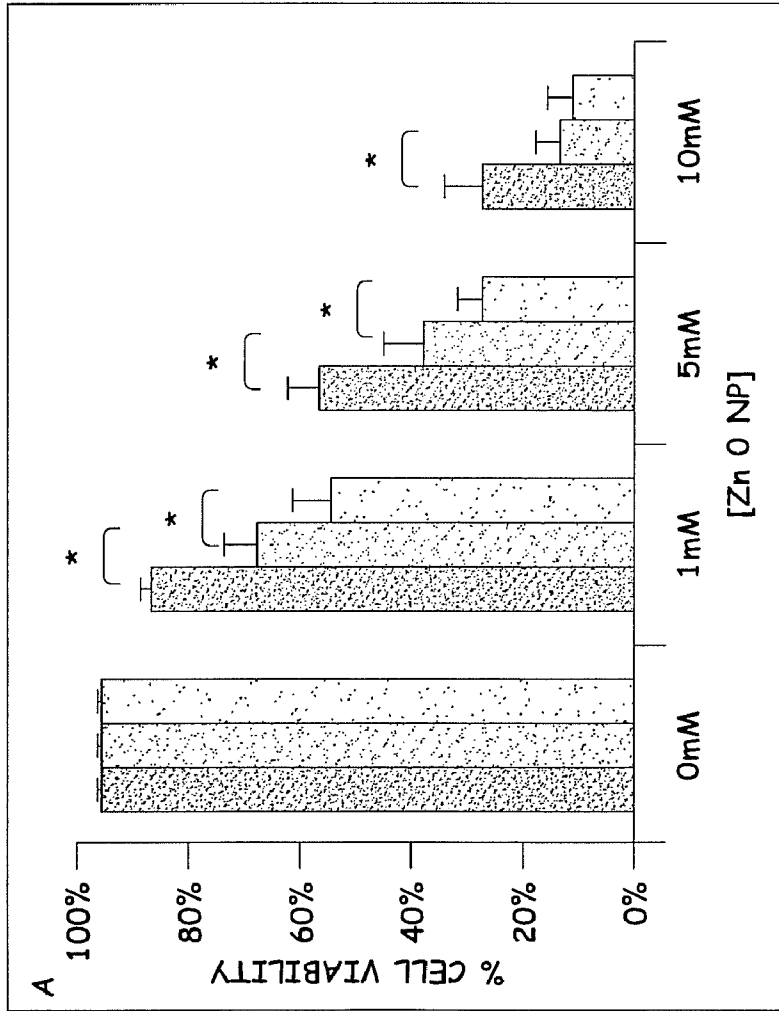 A
% CELL VIABILITY
100%
80%
60%
40%
20%
0%
*
*
*
*
*
0mM
1mM
5mM
10mM
[Zn O NP]